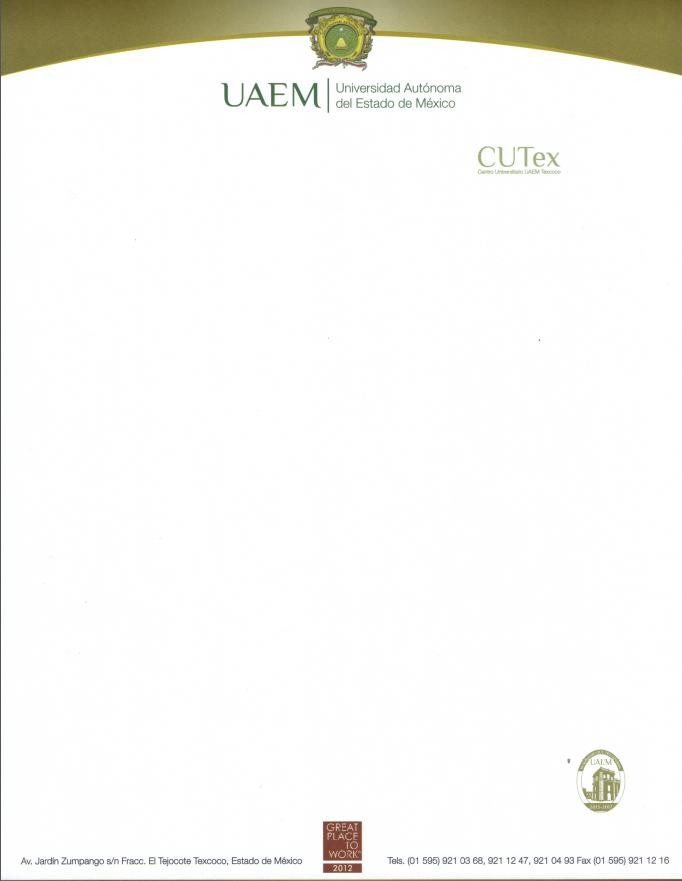 UAEM
Universidad Autónoma
del Estado de México
CUTex
Centro Universitario UAEM Texcoco
UAEM
GREAT
PLACE
TO
WORK
2012
Av. Jardín Zumpango s/n Fracc. El Tejocote Texcoco, Estado de México
Tels. (01 595) 921 03 68, 921 12 47, 921 04 93 Fax (01 595) 921 12 16